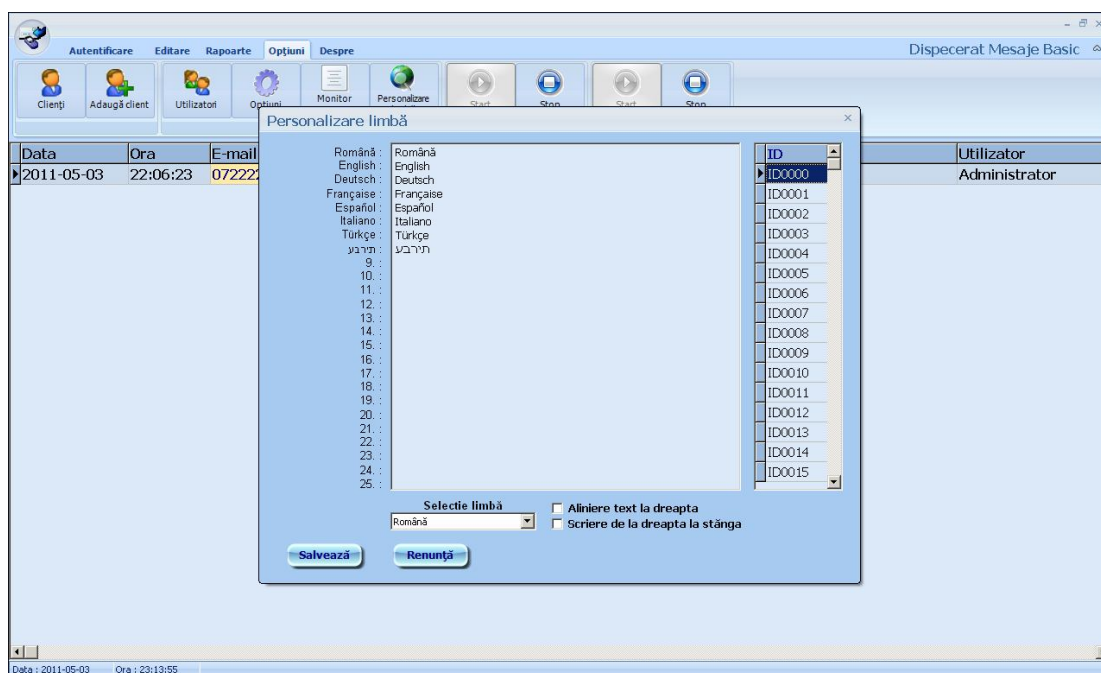 Autentificare Editare Rapoarte Opțiuni Despre
Dispecerat Mesaje Basic
Clienți Adaugă client Utilizatori Opțiuni Monitor Personalizare Start Stop Start Stop
Personalizare limbă
Data Ora E-mail Utilizator
2011-05-03 22:06:23 07222 Administrator
Română : Română
English : English
Deutsch : Deutsch
Française : Française
Español : Español
Italiano : Italiano
Türkçe : Türkçe
תירבע : תירבע
9. :
10. :
11. :
12. :
13. :
14. :
15. :
16. :
17. :
18. :
19. :
20. :
21. :
22. :
23. :
24. :
25. :
ID
ID0000
ID0001
ID0002
ID0003
ID0004
ID0005
ID0006
ID0007
ID0008
ID0009
ID0010
ID0011
ID0012
ID0013
ID0014
ID0015
Selectie limbă
Română
Aliniere text la dreapta
Scriere de la dreapta la stănga
Salvează Renunță
Data : 2011-05-03 Ora : 23:13:55